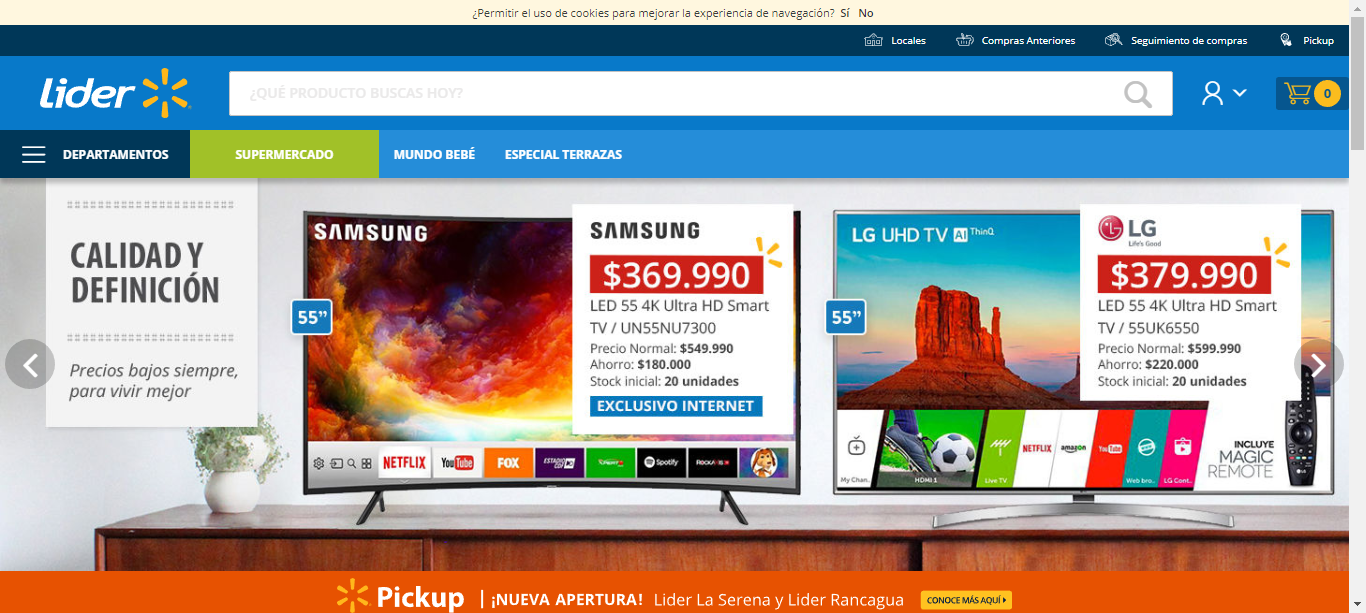 ¿Permitir el uso de cookies para mejorar la experiencia de navegación? Sí No
Locales Compras Anteriores Seguimiento de compras Pickup
Lider ¿QUÉ PRODUCTO BUSCAS HOY? 0
DEPARTAMENTOS SUPERMERCADO MUNDO BEBÉ ESPECIAL TERRAZAS
CALIDAD Y
DEFINICIÓN
Precios bajos siempre,
para vivir mejor
SAMSUNG
55”
SAMSUNG
$369.990
LED 55 4K Ultra HD Smart
TV / UN55NU7300
Precio Normal: $549.990
Ahorro: $180.000
Stock inicial: 20 unidades
EXCLUSIVO INTERNET
NETFLIX YouTube FOX ESTADIO Spotify
LG UHD TV AI ThinQ
55”
LG
Life's Good
$379.990
LED 55 4K Ultra HD Smart
TV / 55UK6550
Precio Normal: $599.990
Ahorro: $220.000
Stock inicial: 20 unidades
My Chan.. HDMI 1 Live TV NETFLIX amazon YouTube Web bro.. LG Cont..
INCLUYE
MAGIC
REMOTE
LG
Pickup | ¡NUEVA APERTURA! Lider La Serena y Lider Rancagua CONOCE MÁS AQUÍ